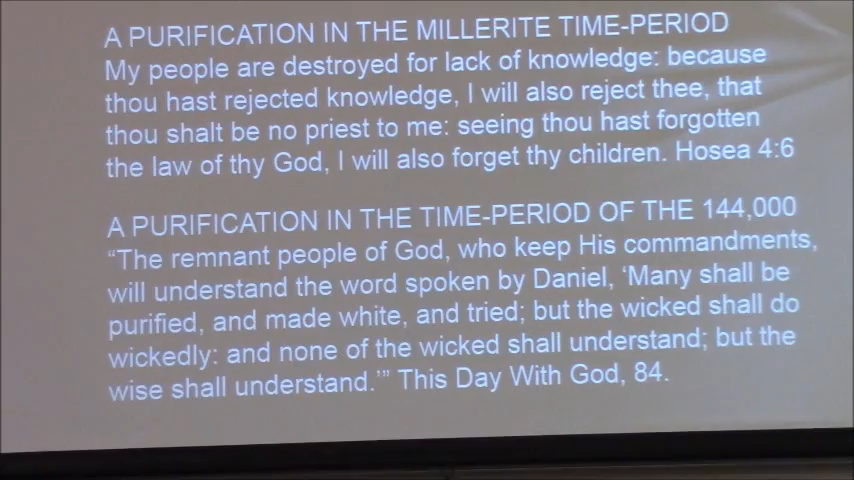 A PURIFICATION IN THE MILLERITE TIME-PERIOD
My people are destroyed for lack of knowledge: because
thou hast rejected knowledge, I will also reject thee, that
thou shalt be no priest to me: seeing thou hast forgotten
the law of thy God, I will also forget thy children. Hosea 4:6
A PURIFICATION IN THE TIME-PERIOD OF THE 144,000
“The remnant people of God, who keep His commandments,
will understand the word spoken by Daniel, ‘Many shall be
purified, and made white, and tried; but the wicked shall do
wickedly: and none of the wicked shall understand; but the
wise shall understand.’” This Day With God, 84.